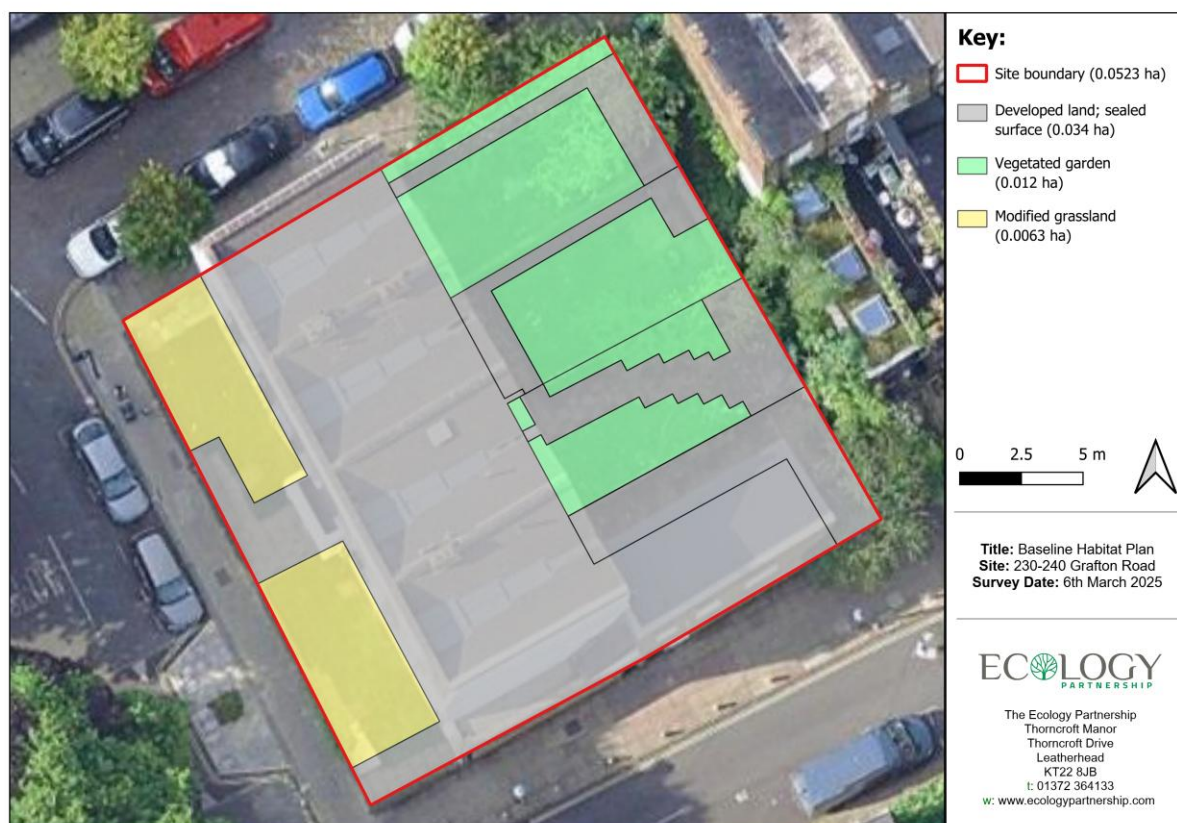 Key:
Site boundary (0.0523 ha)
Developed land; sealed
surface (0.034 ha)
Vegetated garden
(0.012 ha)
Modified grassland
(0.0063 ha)
0 2.5 5 m
Title: Baseline Habitat Plan
Site: 230-240 Grafton Road
Survey Date: 6th March 2025
ECOLOGY
PARTNERSHIP
The Ecology Partnership
Thorncroft Manor
Thorncroft Drive
Leatherhead
KT22 8JB
t: 01372 364133
w: www.ecologypartnership.com